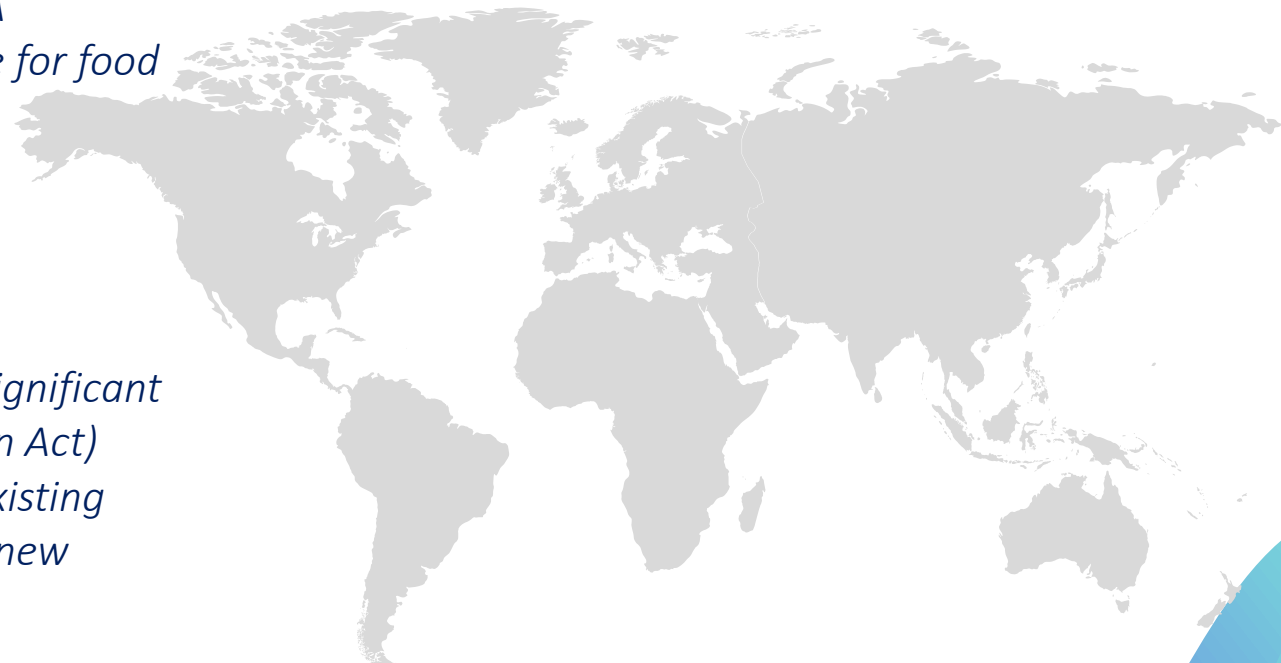 for food
ignificant
n Act)
xisting
new